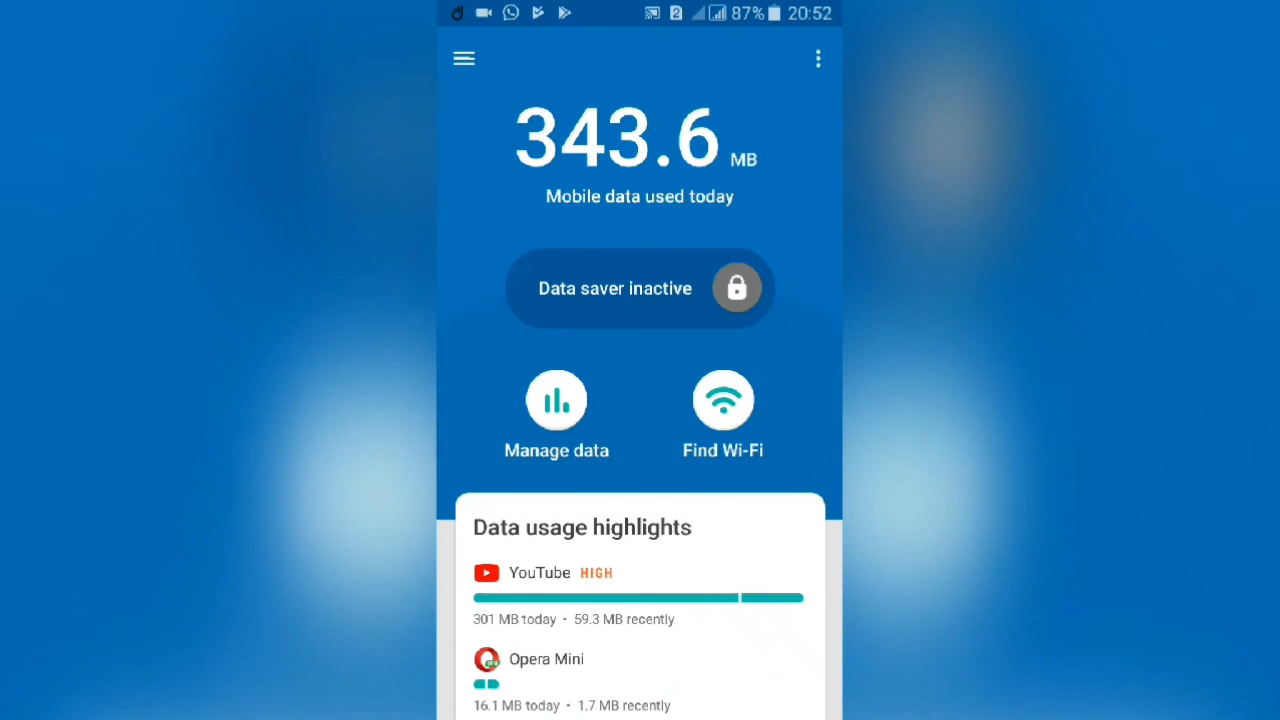 2 87% 20:52
343.6 MB
Mobile data used today
Data saver inactive
Manage data
Find Wi-Fi
Data usage highlights
YouTube HIGH
301 MB today • 59.3 MB recently
Opera Mini
16.1 MB today • 1.7 MB recently